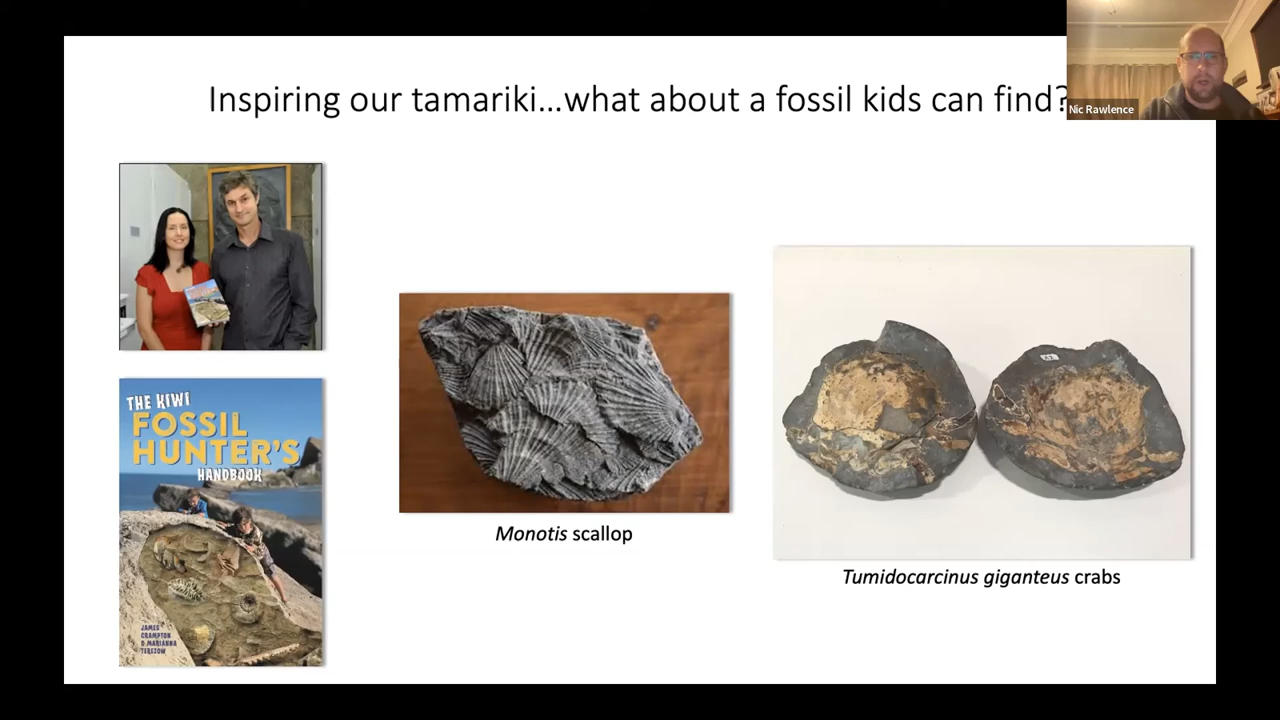 Inspiring our tamariki...what about a fossil kids can find?
Nic Rawlence
THE KIWI
FOSSIL
HUNTER'S
HANDBOOK
JAMES
CRAMPTON
& MARIANNA
TEREZOW
Monotis scallop
Tumidocarcinus giganteus crabs